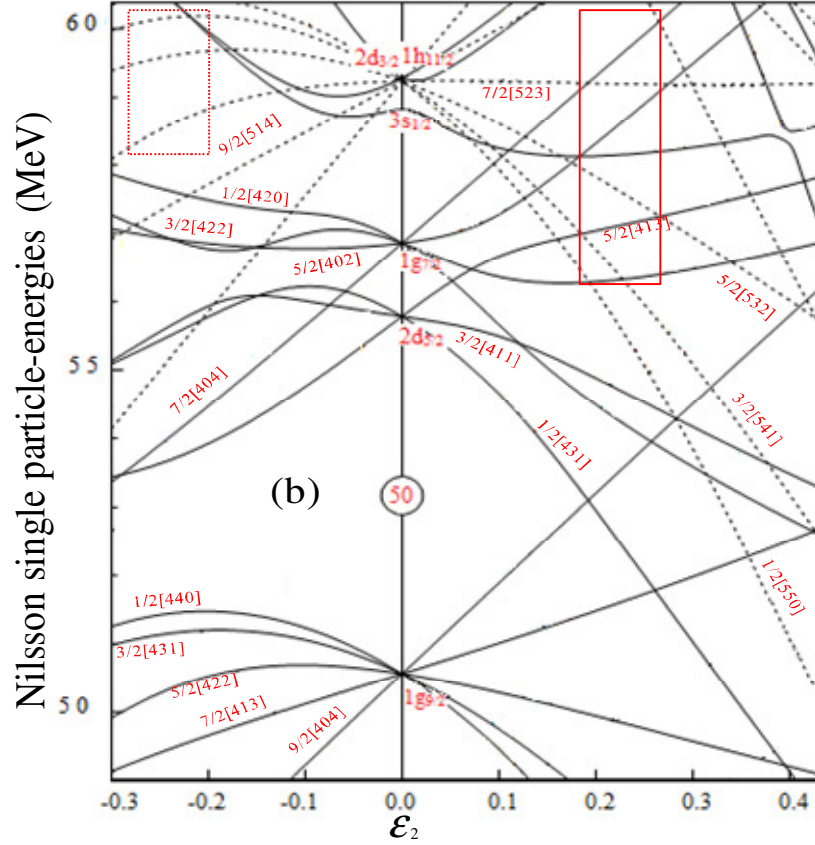 Nilsson single particle-energies (MeV)
60
55
50
2d3/2 1h11/2
7/2[523]
3s1/2
9/2[514]
1/2[420]
3/2[422]
5/2[402]
1g7/2
5/2[413]
5/2[532]
2d5/2
3/2[411]
7/2[404]
3/2[541]
1/2[431]
(b)
50
1/2[550]
1/2[440]
3/2[431]
5/2[422]
7/2[413]
9/2[404]
1g9/2
-0.3 -0.2 -0.1 0.0 0.1 0.2 0.3 0.4
ε2